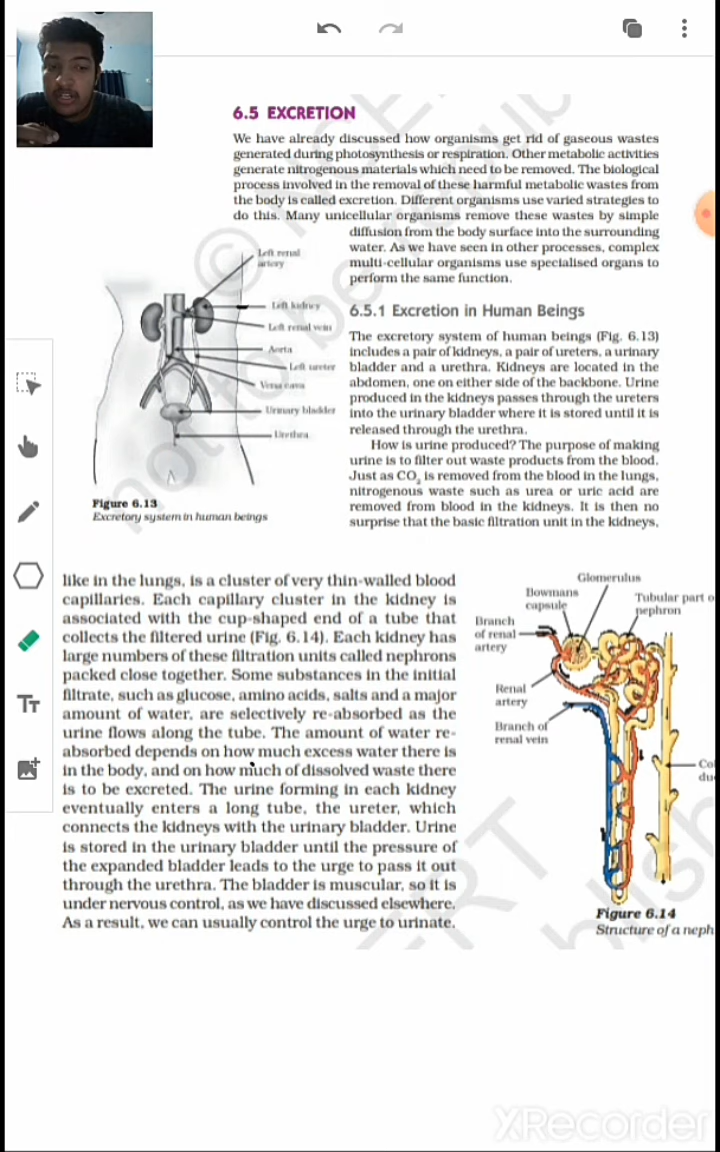 6.5 EXCRETION
We have already discussed how organisms get rid of gaseous wastes
generated during photosynthesis or respiration. Other metabolic activities
generate nitrogenous materials which need to be removed. The biological
process involved in the removal of these harmful metabolic wastes from
the body is called excretion. Different organisms use varied strategies to
do this. Many unicellular organisms remove these wastes by simple
diffusion from the body surface into the surrounding
water. As we have seen in other processes, complex
multi-cellular organisms use specialised organs to
perform the same function.
Left renal
artery
Left kidney
Left renal vein
Aorta
Left ureter
Vena cava
Urinary bladder
Urethra
Figure 6.13
Excretory system in human beings
6.5.1 Excretion in Human Beings
The excretory system of human beings (Fig. 6.13)
includes a pair of kidneys, a pair of ureters, a urinary
bladder and a urethra. Kidneys are located in the
abdomen, one on either side of the backbone. Urine
produced in the kidneys passes through the ureters
into the urinary bladder where it is stored until it is
released through the urethra.
How is urine produced? The purpose of making
urine is to filter out waste products from the blood.
Just as CO₂ is removed from the blood in the lungs,
nitrogenous waste such as urea or uric acid are
removed from blood in the kidneys. It is then no
surprise that the basic filtration unit in the kidneys,
like in the lungs, is a cluster of very thin-walled blood
capillaries. Each capillary cluster in the kidney is
associated with the cup-shaped end of a tube that
collects the filtered urine (Fig. 6.14). Each kidney has
large numbers of these filtration units called nephrons
packed close together. Some substances in the initial
filtrate, such as glucose, amino acids, salts and a major
amount of water, are selectively re-absorbed as the
urine flows along the tube. The amount of water re-
absorbed depends on how much excess water there is
in the body, and on how much of dissolved waste there
is to be excreted. The urine forming in each kidney
eventually enters a long tube, the ureter, which
connects the kidneys with the urinary bladder. Urine
is stored in the urinary bladder until the pressure of
the expanded bladder leads to the urge to pass it out
through the urethra. The bladder is muscular, so it is
under nervous control, as we have discussed elsewhere.
As a result, we can usually control the urge to urinate.
Glomerulus
Bowmans
capsule
Tubular part o
nephron
Branch
of renal
artery
Renal
artery
Branch of
renal vein
Co
du
Figure 6.14
Structure of a neph
TT
XRecorder